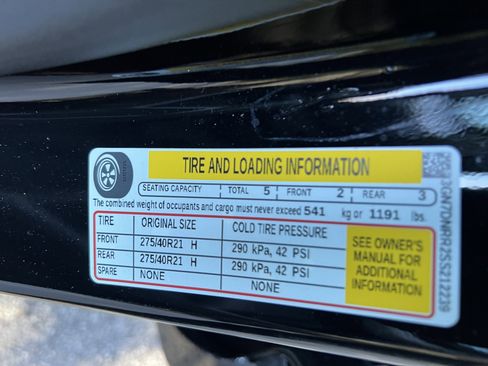 TIRE AND LOADING INFORMATION
SEATING CAPACITY TOTAL 5 FRONT 2 REAR 3
The combined weight of occupants and cargo must never exceed 541 kg or 1191 lbs.
TIRE ORIGINAL SIZE COLD TIRE PRESSURE
FRONT 275/40R21 H 290 kPa, 42 PSI
REAR 275/40R21 H 290 kPa, 42 PSI
SPARE NONE NONE
SEE OWNER'S
MANUAL FOR
ADDITIONAL
INFORMATION